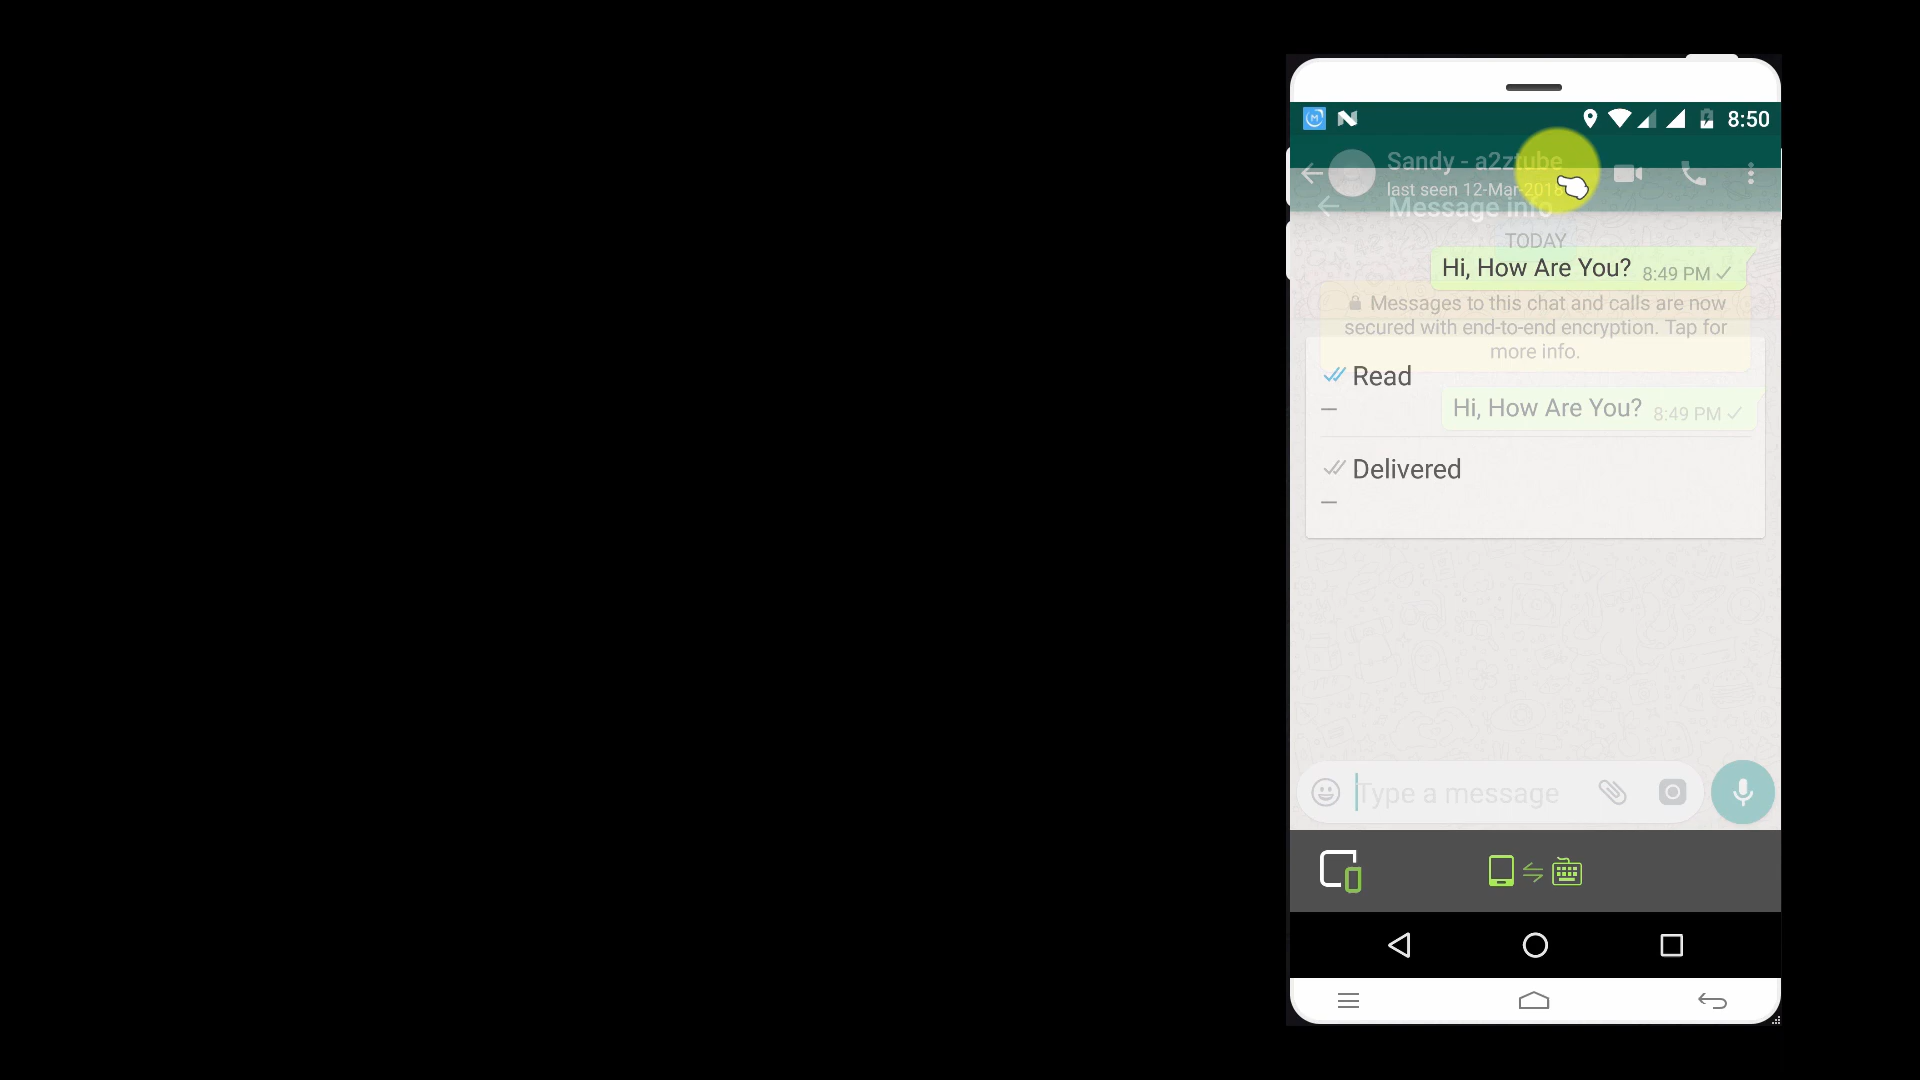 8:50
Sandy - a2ztube
last seen 12-Mar-201
Message info
TODAY
Hi, How Are You? 8:49 PM
Messages to this chat and calls are now
secured with end-to-end encryption. Tap for
more info.
Read
—
Hi, How Are You? 8:49 PM
Delivered
—
Type a message